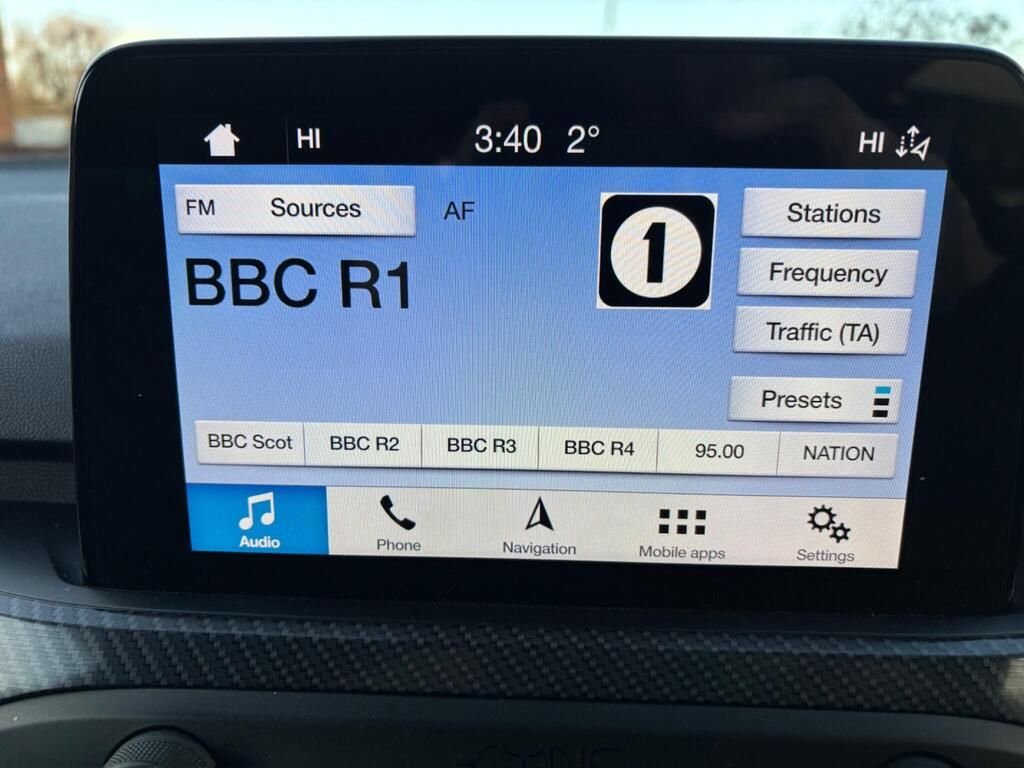 HI 3:40 2° HI
FM Sources AF
BBC R1
1
Stations
Frequency
Traffic (TA)
Presets
BBC Scot BBC R2 BBC R3 BBC R4 95.00 NATION
Audio Phone Navigation Mobile apps Settings